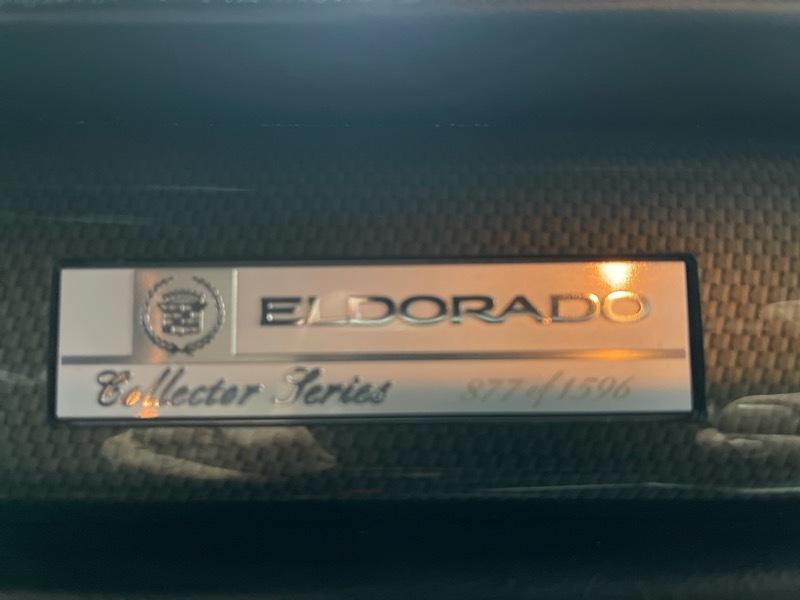 ELDORADO
Collector Series 877 of 1596